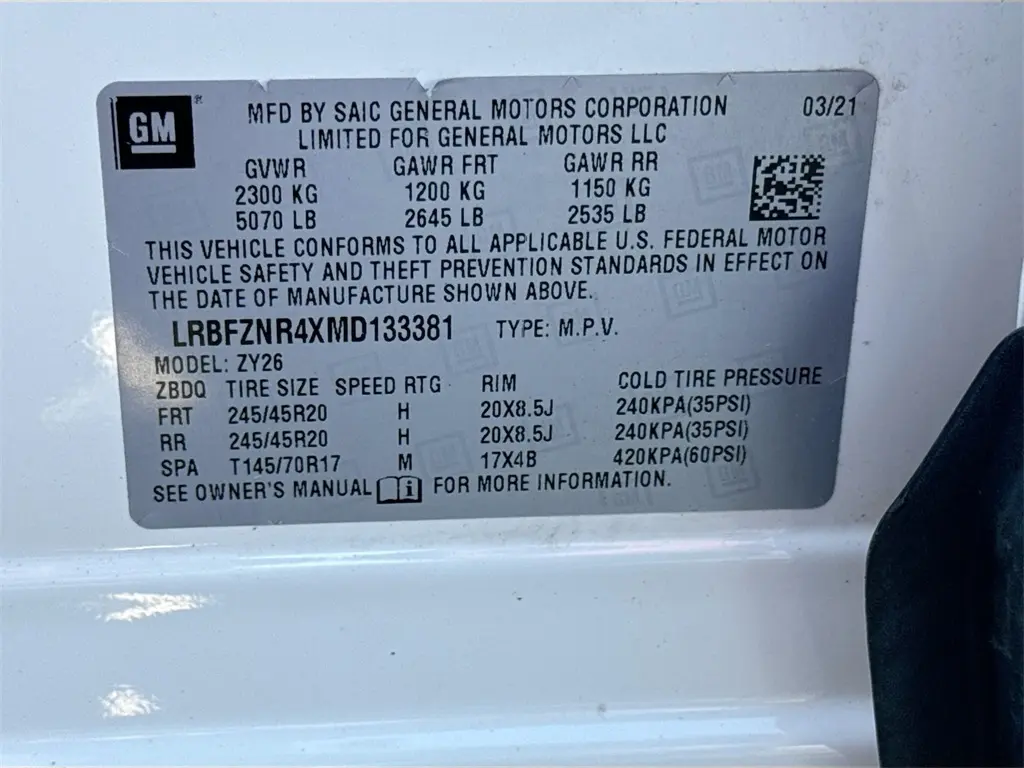 GM
MFD BY SAIC GENERAL MOTORS CORPORATION 03/21
LIMITED FOR GENERAL MOTORS LLC
GVWR GAWR FRT GAWR RR
2300 KG 1200 KG 1150 KG
5070 LB 2645 LB 2535 LB
THIS VEHICLE CONFORMS TO ALL APPLICABLE U.S. FEDERAL MOTOR
VEHICLE SAFETY AND THEFT PREVENTION STANDARDS IN EFFECT ON
THE DATE OF MANUFACTURE SHOWN ABOVE.
LRBFZNR4XMD133381 TYPE: M.P.V.
MODEL: ZY26
ZBDQ TIRE SIZE SPEED RTG RIM COLD TIRE PRESSURE
FRT 245/45R20 H 20X8.5J 240KPA(35PSI)
RR 245/45R20 H 20X8.5J 240KPA(35PSI)
SPA T145/70R17 M 17X4B 420KPA(60PSI)
SEE OWNER'S MANUAL i FOR MORE INFORMATION.